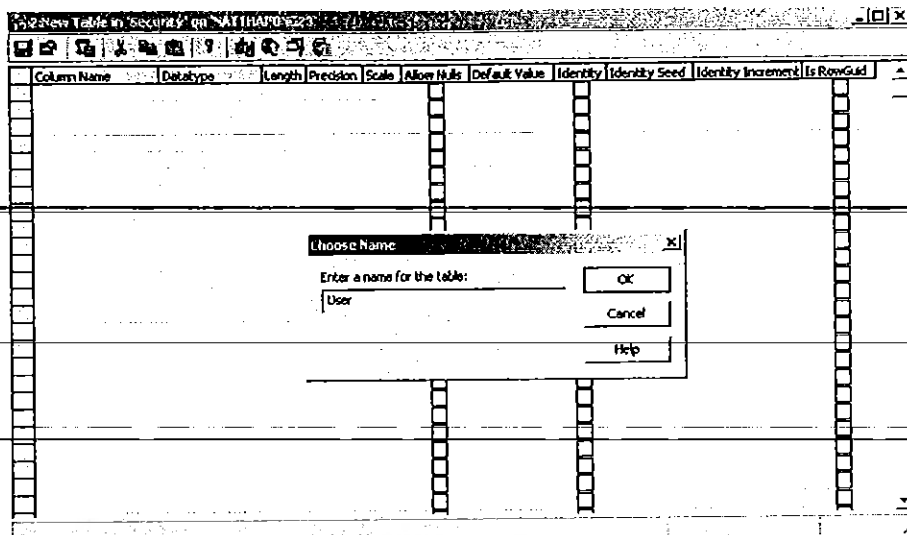 2:New Table in 'Security' on
Column Name Datatype Length Precision Scale Allow Nulls Default Value Identity Identity Seed Identity Increment Is RowGuid
Choose Name
Enter a name for the table:
User
OK
Cancel
Help